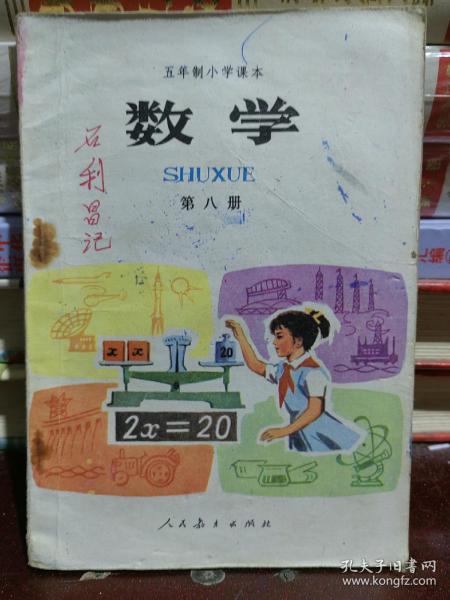 五年制小学课本
数学
SHUXUE
第八册
石利昌记
x x
20
2x=20
人民教育出版社
孔夫子旧书网
www.kongfz.com